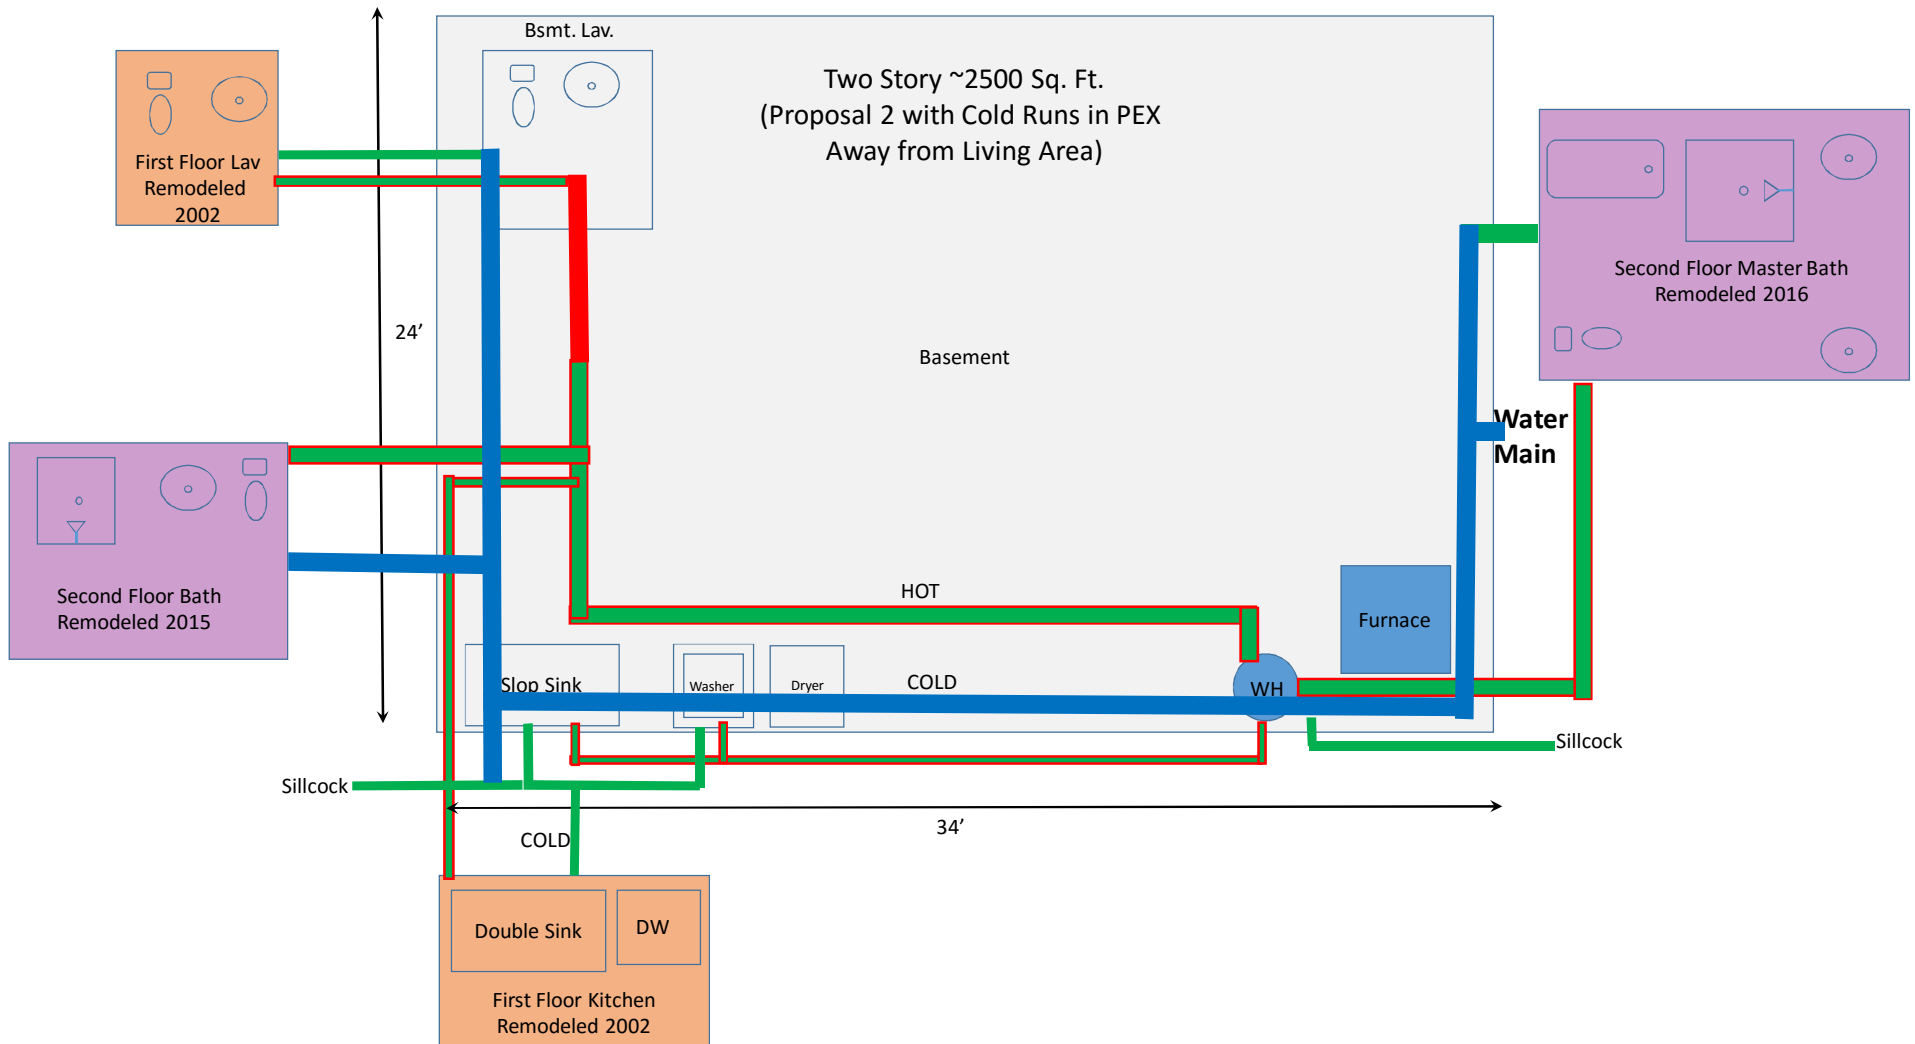 Bsmt. Lav.
Two Story ~2500 Sq. Ft.
(Proposal 2 with Cold Runs in PEX
Away from Living Area)
First Floor Lav
Remodeled
2002
Second Floor Master Bath
Remodeled 2016
24’
Basement
Water
Main
Second Floor Bath
Remodeled 2015
HOT
Furnace
Slop Sink
Washer
Dryer
COLD
WH
Sillcock
Sillcock
34’
COLD
Double Sink
DW
First Floor Kitchen
Remodeled 2002